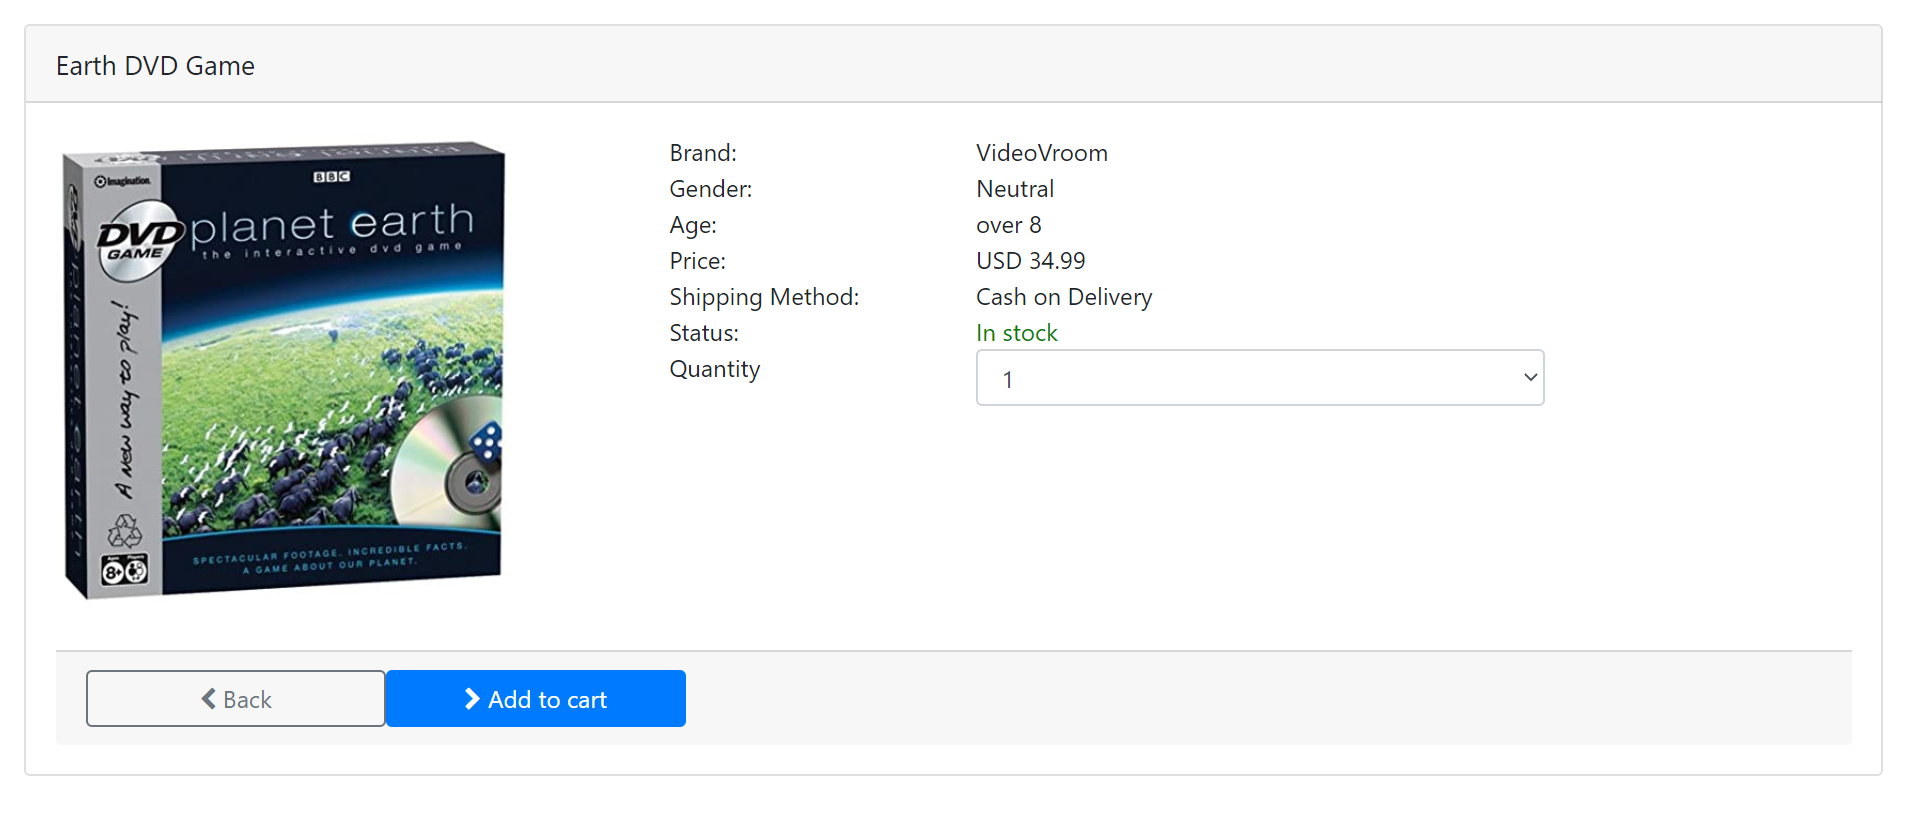 Earth DVD Game
Imagination
BBC
DVD
GAME
planet earth
the interactive dvd game
A new way to play!
8+
SPECTACULAR FOOTAGE. INCREDIBLE FACTS.
A GAME ABOUT OUR PLANET.
planet earth
Brand: VideoVroom
Gender: Neutral
Age: over 8
Price: USD 34.99
Shipping Method: Cash on Delivery
Status: In stock
Quantity 1
Back
Add to cart